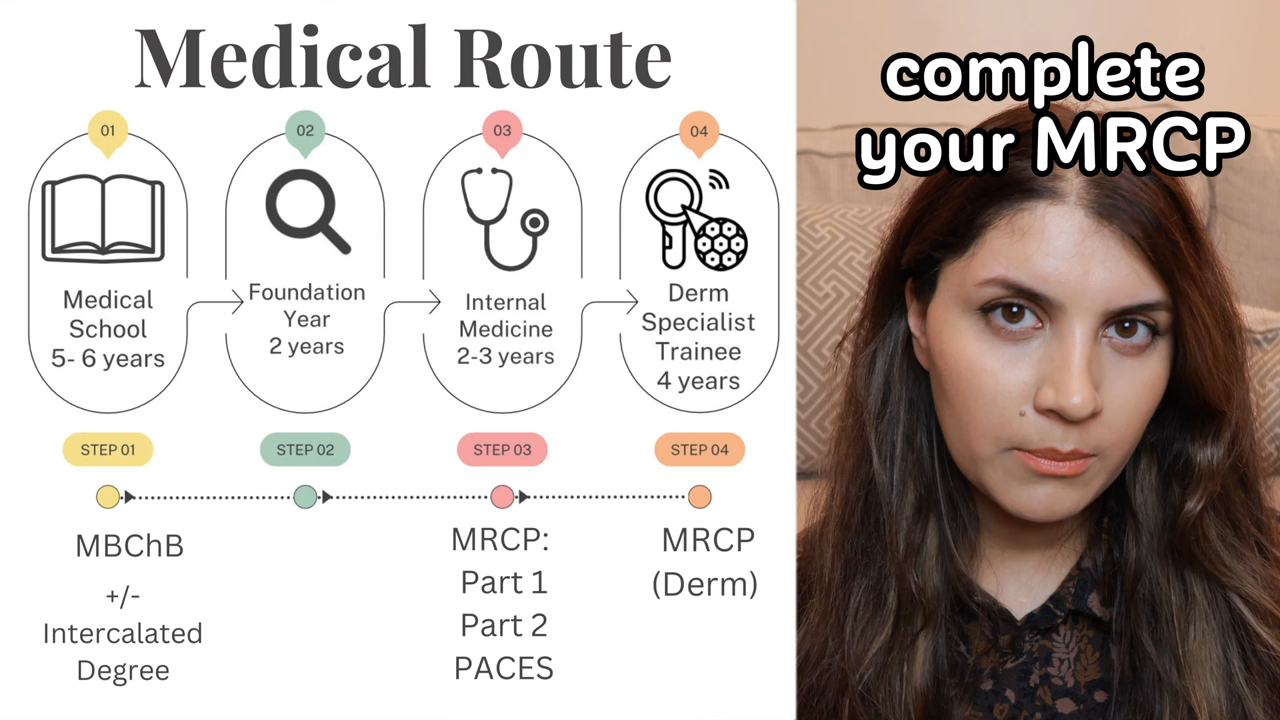 Medical Route
01
02
03
04
Medical
School
5- 6 years
Foundation
Year
2 years
Internal
Medicine
2-3 years
Derm
Specialist
Trainee
4 years
STEP 01
STEP 02
STEP 03
STEP 04
MBChB
+/-
Intercalated
Degree
MRCP:
Part 1
Part 2
PACES
MRCP
(Derm)
complete
your MRCP